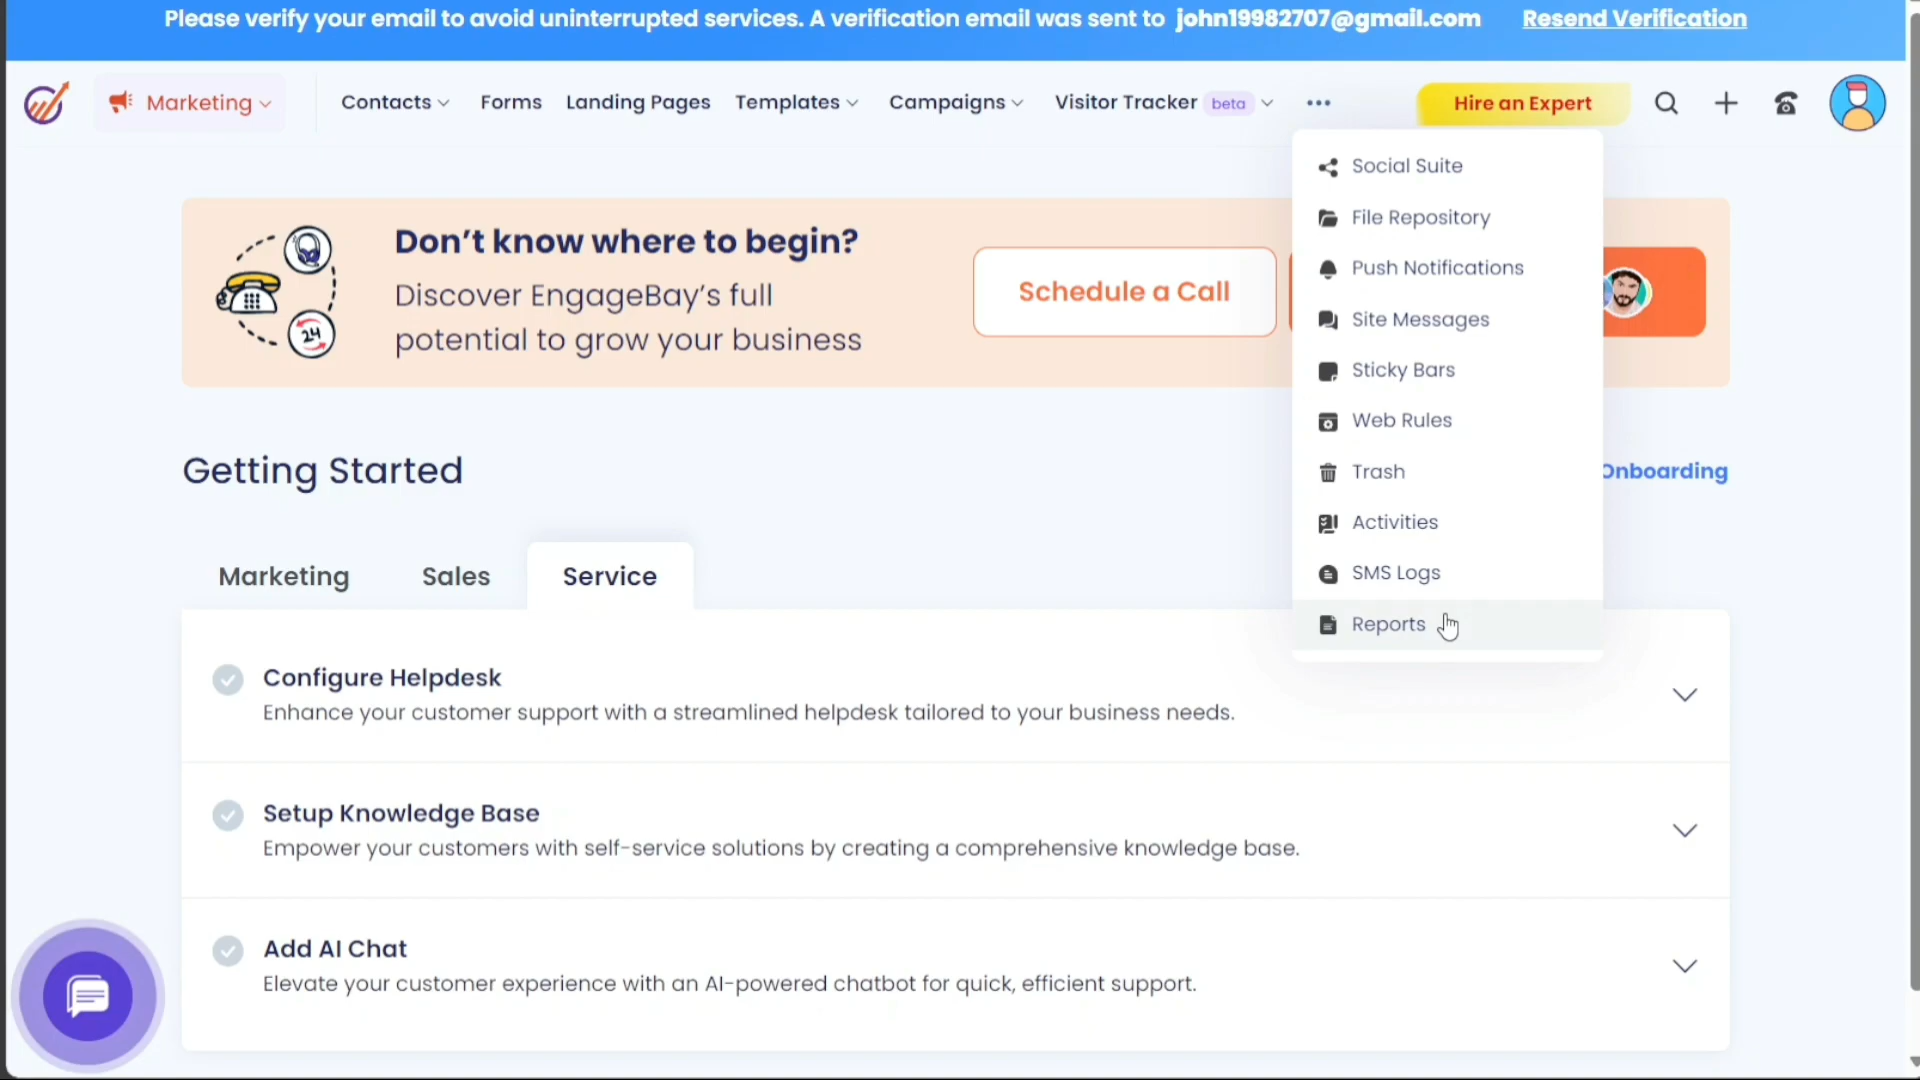 Please verify your email to avoid uninterrupted services. A verification email was sent to john19982707@gmail.com Resend Verification
Marketing Contacts Forms Landing Pages Templates Campaigns Visitor Tracker beta Hire an Expert
Social Suite
File Repository
Push Notifications
Site Messages
Sticky Bars
Web Rules
Trash
Activities
SMS Logs
Reports
24
Don't know where to begin?
Discover EngageBay's full
potential to grow your business
Schedule a Call
Getting Started
Onboarding
Marketing Sales Service
Configure Helpdesk
Enhance your customer support with a streamlined helpdesk tailored to your business needs.
Setup Knowledge Base
Empower your customers with self-service solutions by creating a comprehensive knowledge base.
Add AI Chat
Elevate your customer experience with an AI-powered chatbot for quick, efficient support.